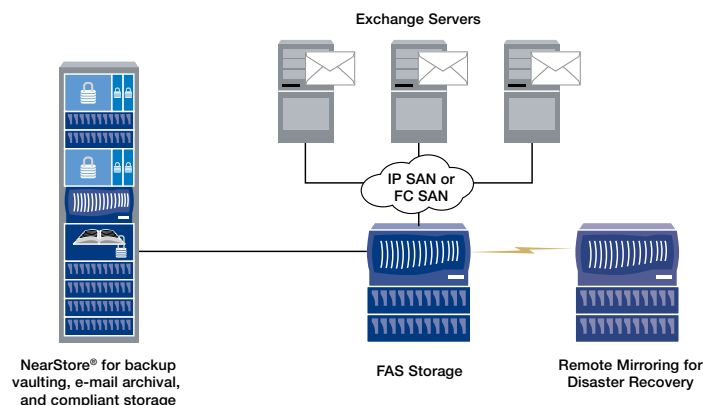 Exchange Servers
IP SAN or
FC SAN
NearStore® for backup
vaulting, e-mail archival,
and compliant storage
FAS Storage
Remote Mirroring for
Disaster Recovery